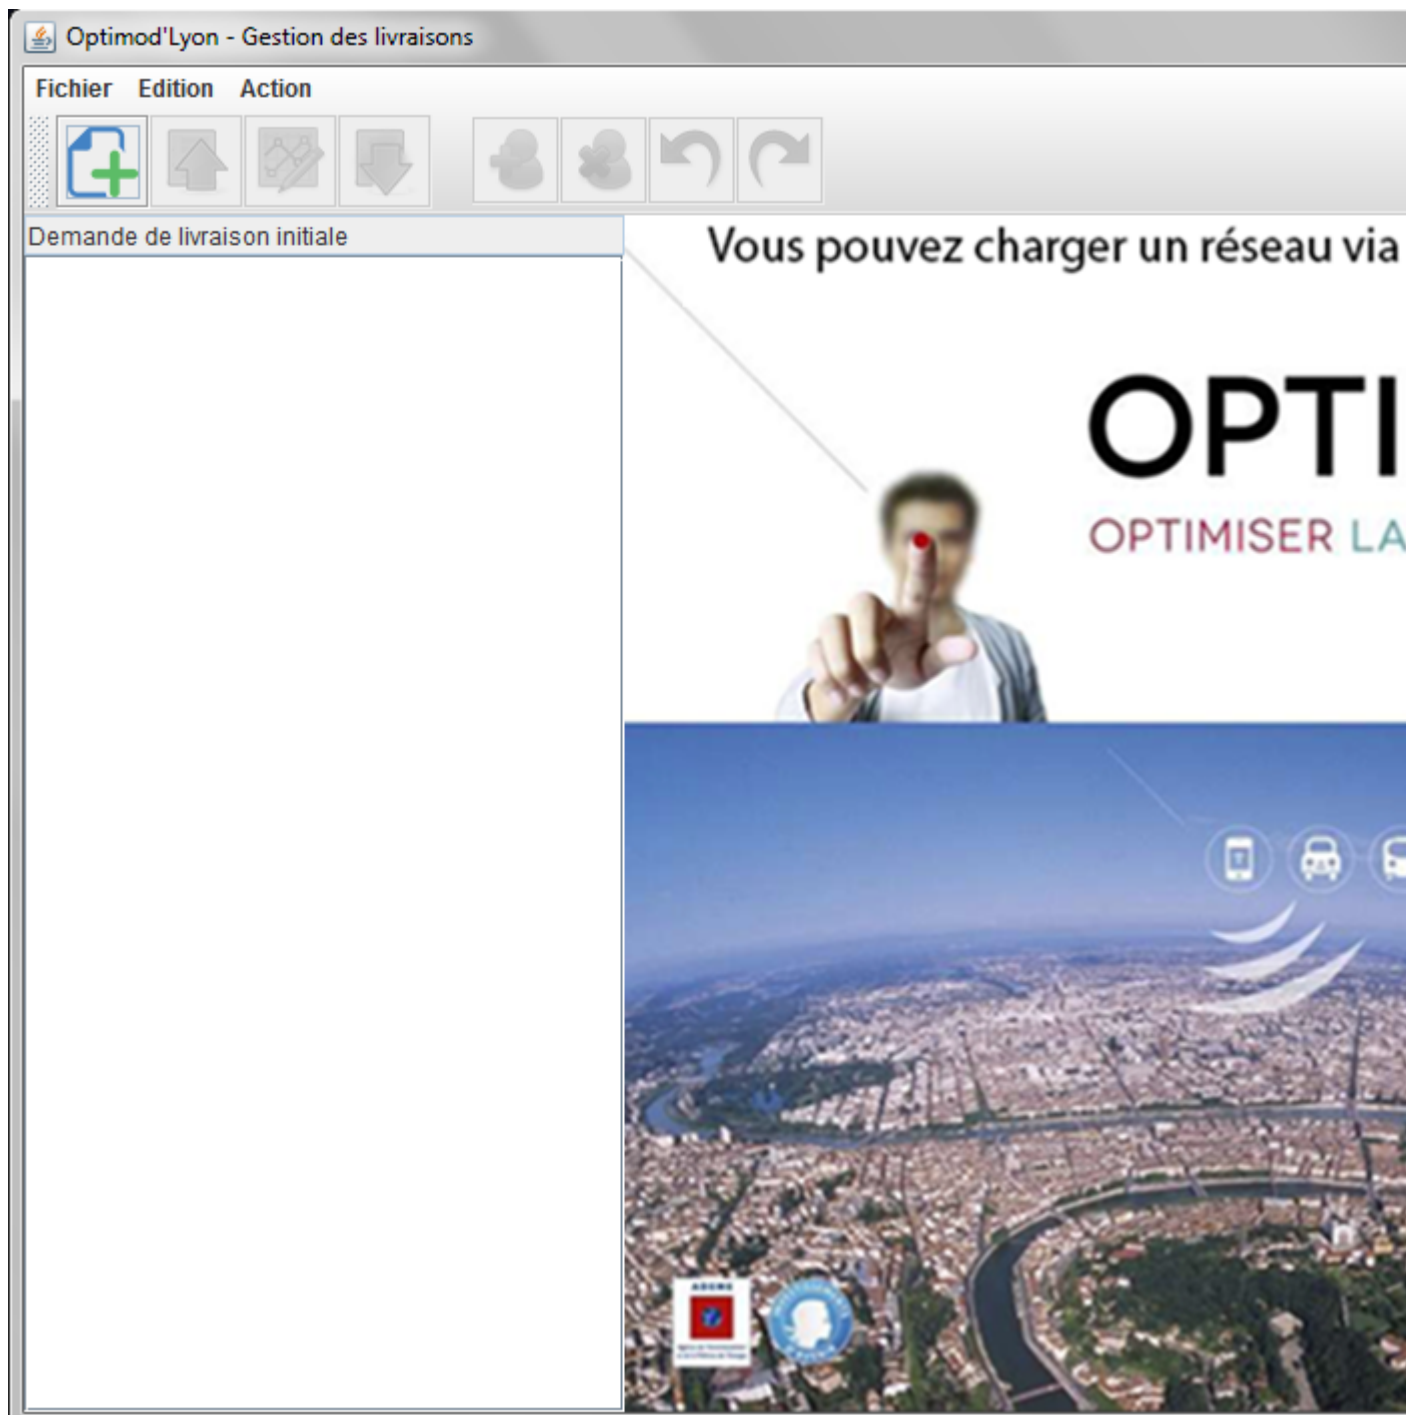 Optimod'Lyon - Gestion des livraisons
Fichier Edition Action
Demande de livraison initiale
Vous pouvez charger un réseau via
OPTI
OPTIMISER LA
ADEME